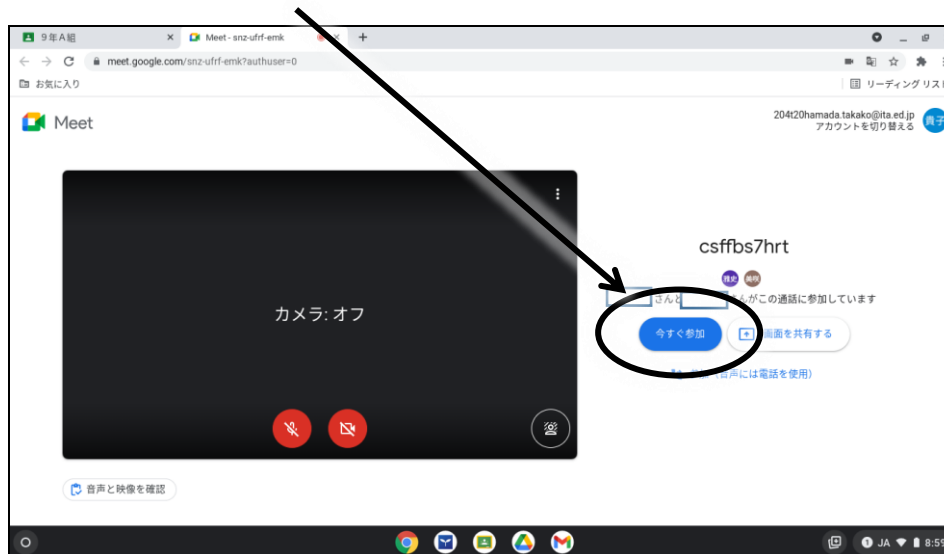 9年A組
Meet - snz-ufrf-emk
meet.google.com/snz-ufrf-emk?authuser=0
お気に入り
リーディング リス
Meet
204t20hamada.takako@ita.ed.jp
アカウントを切り替える
貴子
csffbs7hrt
雅史
さんと さんがこの通話に参加しています
カメラ: オフ
今すぐ参加
画面を共有する
(音声には電話を使用)
音声と映像を確認
JA
8:59